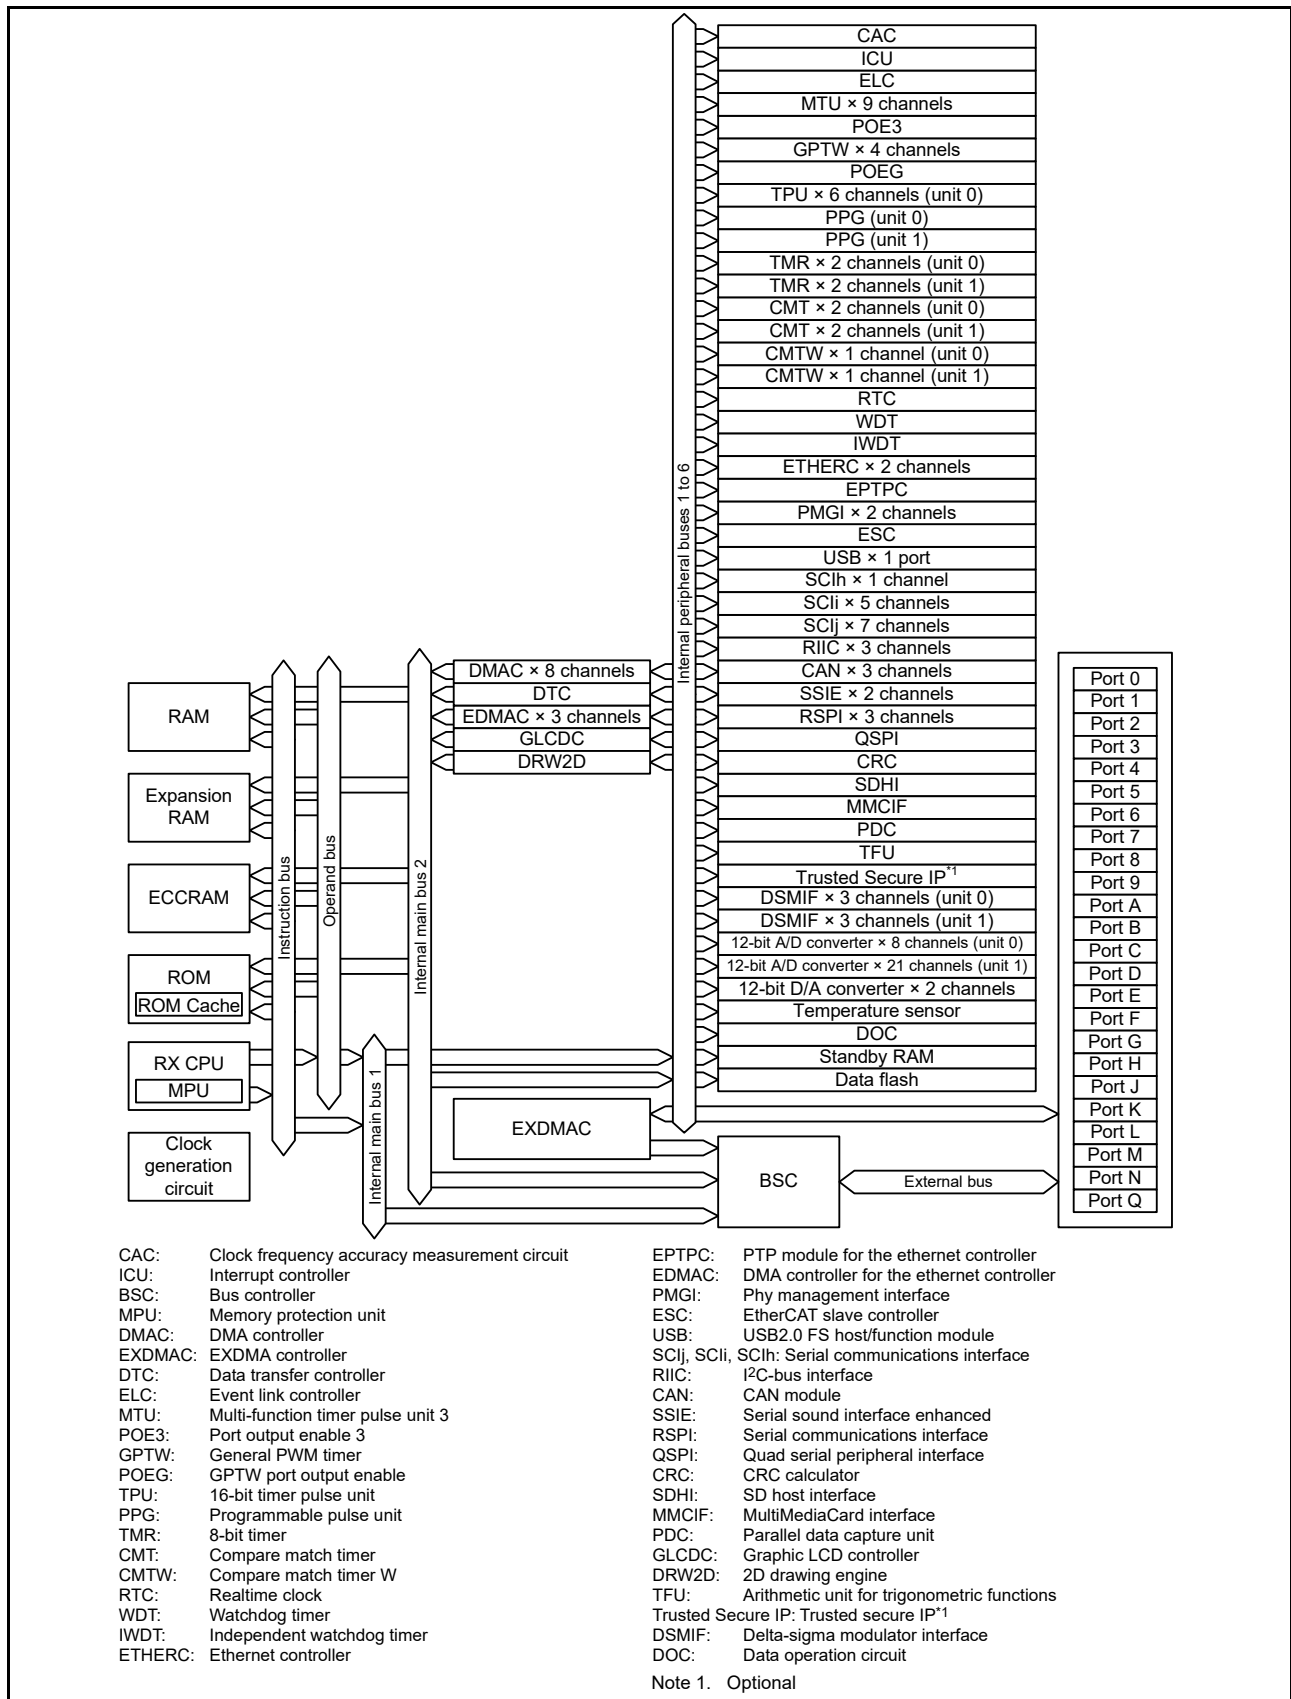 CAC
ICU
ELC
MTU × 9 channels
POE3
GPTW × 4 channels
POEG
TPU × 6 channels (unit 0)
PPG (unit 0)
PPG (unit 1)
TMR × 2 channels (unit 0)
TMR × 2 channels (unit 1)
CMT × 2 channels (unit 0)
CMT × 2 channels (unit 1)
CMTW × 1 channel (unit 0)
CMTW × 1 channel (unit 1)
RTC
WDT
IWDT
ETHERC × 2 channels
EPTPC
PMGI × 2 channels
ESC
USB × 1 port
SCIh × 1 channel
SCIi × 5 channels
SCIj × 7 channels
RIIC × 3 channels
CAN × 3 channels
SSIE × 2 channels
RSPI × 3 channels
QSPI
CRC
SDHI
MMCIF
PDC
TFU
Trusted Secure IP*1
DSMIF × 3 channels (unit 0)
DSMIF × 3 channels (unit 1)
12-bit A/D converter × 8 channels (unit 0)
12-bit A/D converter × 21 channels (unit 1)
12-bit D/A converter × 2 channels
Temperature sensor
DOC
Standby RAM
Data flash
Internal peripheral buses 1 to 6
DMAC × 8 channels
DTC
EDMAC × 3 channels
GLCDC
DRW2D
RAM
Expansion
RAM
ECCRAM
ROM
ROM Cache
RX CPU
MPU
Clock
generation
circuit
Instruction bus
Operand bus
Internal main bus 2
Internal main bus 1
EXDMAC
BSC
External bus
Port 0
Port 1
Port 2
Port 3
Port 4
Port 5
Port 6
Port 7
Port 8
Port 9
Port A
Port B
Port C
Port D
Port E
Port F
Port G
Port H
Port J
Port K
Port L
Port M
Port N
Port Q
CAC: Clock frequency accuracy measurement circuit
ICU: Interrupt controller
BSC: Bus controller
MPU: Memory protection unit
DMAC: DMA controller
EXDMAC: EXDMA controller
DTC: Data transfer controller
ELC: Event link controller
MTU: Multi-function timer pulse unit 3
POE3: Port output enable 3
GPTW: General PWM timer
POEG: GPTW port output enable
TPU: 16-bit timer pulse unit
PPG: Programmable pulse unit
TMR: 8-bit timer
CMT: Compare match timer
CMTW: Compare match timer W
RTC: Realtime clock
WDT: Watchdog timer
IWDT: Independent watchdog timer
ETHERC: Ethernet controller
EPTPC: PTP module for the ethernet controller
EDMAC: DMA controller for the ethernet controller
PMGI: Phy management interface
ESC: EtherCAT slave controller
USB: USB2.0 FS host/function module
SCIj, SCIi, SCIh: Serial communications interface
RIIC: I2C-bus interface
CAN: CAN module
SSIE: Serial sound interface enhanced
RSPI: Serial communications interface
QSPI: Quad serial peripheral interface
CRC: CRC calculator
SDHI: SD host interface
MMCIF: MultiMediaCard interface
PDC: Parallel data capture unit
GLCDC: Graphic LCD controller
DRW2D: 2D drawing engine
TFU: Arithmetic unit for trigonometric functions
Trusted Secure IP: Trusted secure IP*1
DSMIF: Delta-sigma modulator interface
DOC: Data operation circuit
Note 1. Optional